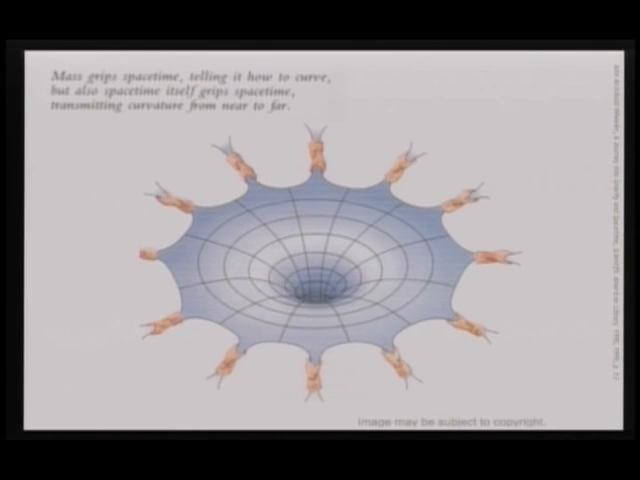 Mass grips spacetime, telling it how to curve,
but also spacetime itself grips spacetime,
transmitting curvature from near to far.
Image may be subject to copyright.